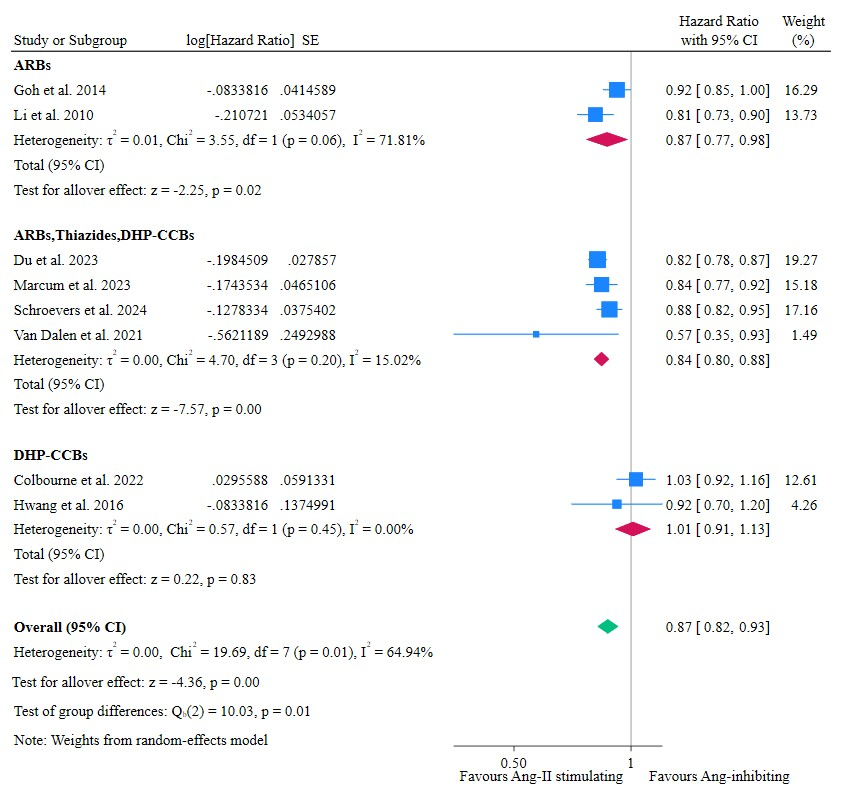 Hazard Ratio Weight
Study or Subgroup log[Hazard Ratio] SE with 95% CI (%)
ARBs
Goh et al. 2014 -.0833816 .0414589 0.92 [ 0.85, 1.00] 16.29
Li et al. 2010 -.210721 .0534057 0.81 [ 0.73, 0.90] 13.73
Heterogeneity: τ² = 0.01, Chi² = 3.55, df = 1 (p = 0.06), I² = 71.81% 0.87 [ 0.77, 0.98]
Total (95% CI)
Test for allover effect: z = -2.25, p = 0.02
ARBs,Thiazides,DHP-CCBs
Du et al. 2023 -.1984509 .027857 0.82 [ 0.78, 0.87] 19.27
Marcum et al. 2023 -.1743534 .0465106 0.84 [ 0.77, 0.92] 15.18
Schroevers et al. 2024 -.1278334 .0375402 0.88 [ 0.82, 0.95] 17.16
Van Dalen et al. 2021 -.5621189 .2492988 0.57 [ 0.35, 0.93] 1.49
Heterogeneity: τ² = 0.00, Chi² = 4.70, df = 3 (p = 0.20), I² = 15.02% 0.84 [ 0.80, 0.88]
Total (95% CI)
Test for allover effect: z = -7.57, p = 0.00
DHP-CCBs
Colbourne et al. 2022 .0295588 .0591331 1.03 [ 0.92, 1.16] 12.61
Hwang et al. 2016 -.0833816 .1374991 0.92 [ 0.70, 1.20] 4.26
Heterogeneity: τ² = 0.00, Chi² = 0.57, df = 1 (p = 0.45), I² = 0.00% 1.01 [ 0.91, 1.13]
Total (95% CI)
Test for allover effect: z = 0.22, p = 0.83
Overall (95% CI) 0.87 [ 0.82, 0.93]
Heterogeneity: τ² = 0.00, Chi² = 19.69, df = 7 (p = 0.01), I² = 64.94%
Test for allover effect: z = -4.36, p = 0.00
Test of group differences: Qb(2) = 10.03, p = 0.01
Note: Weights from random-effects model
0.50 1
Favours Ang-II stimulating Favours Ang-inhibiting